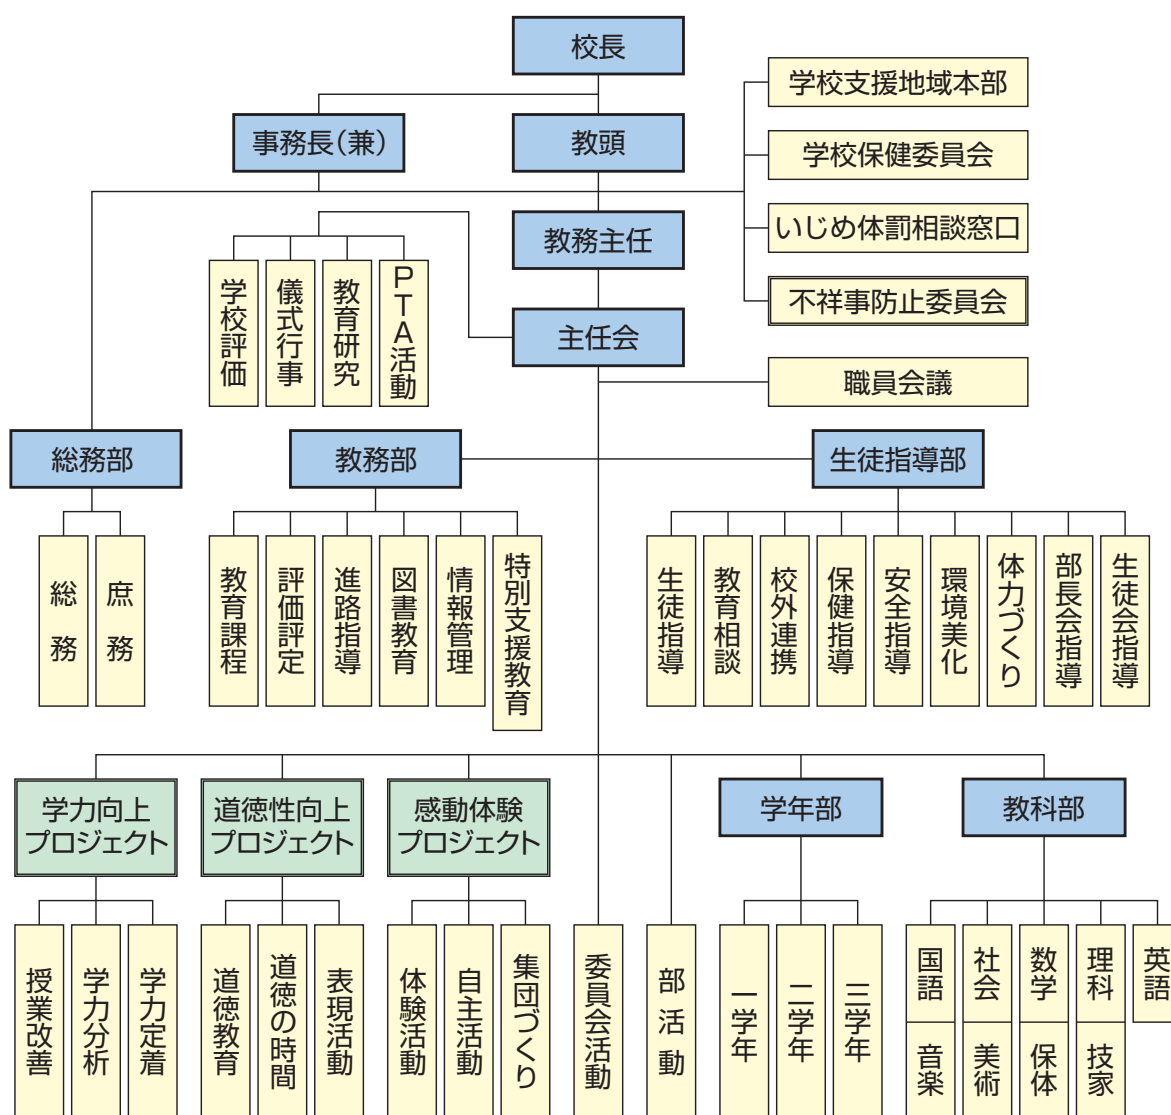 校長
事務長(兼)
教頭
学校支援地域本部
学校保健委員会
いじめ体罰相談窓口
不祥事防止委員会
教務主任
主任会
職員会議
学校評価
儀式行事
教育研究
PTA活動
総務部
教務部
生徒指導部
総務
庶務
教育課程
評価評定
進路指導
図書教育
情報管理
特別支援教育
生徒指導
教育相談
校外連携
保健指導
安全指導
環境美化
体力づくり
部長会指導
生徒会指導
学力向上
プロジェクト
道徳性向上
プロジェクト
感動体験
プロジェクト
学年部
教科部
授業改善
学力分析
学力定着
道徳教育
道徳の時間
表現活動
体験活動
自主活動
集団づくり
委員会活動
部活動
一学年
二学年
三学年
国語
社会
数学
理科
英語
音楽
美術
保体
技家